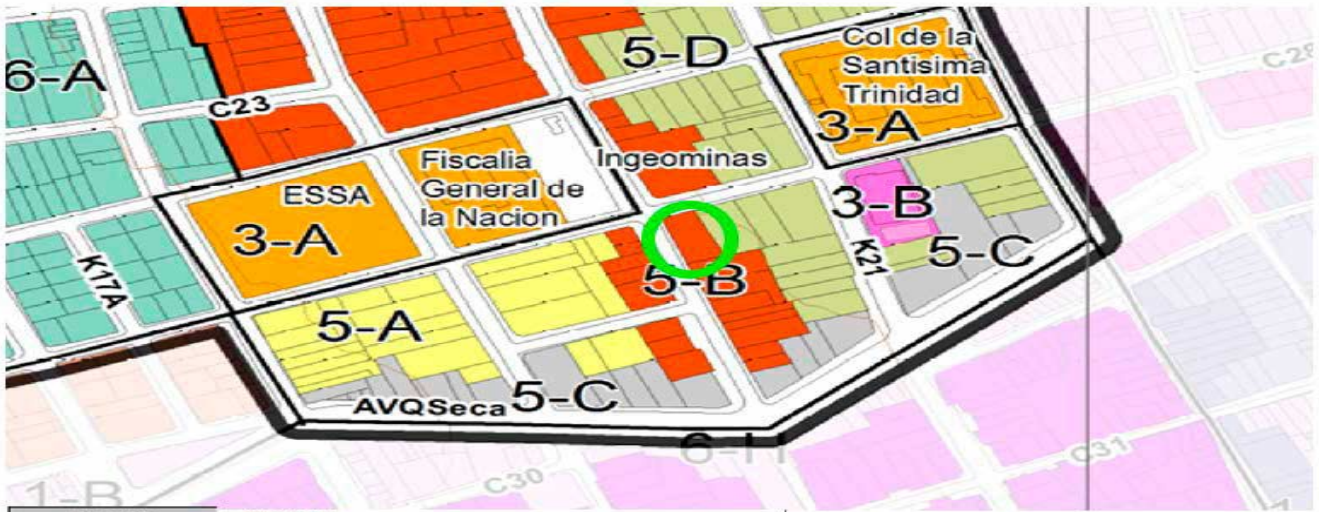 6-A
5-D
Col de la
Santisima
Trinidad
3-A
C28
C23
Fiscalia
General de
la Nacion
Ingeominas
ESSA
3-A
3-B
K17A
5-B
K21
5-C
5-A
AVQSeca
5-C
6-H
C31
C30
1-B